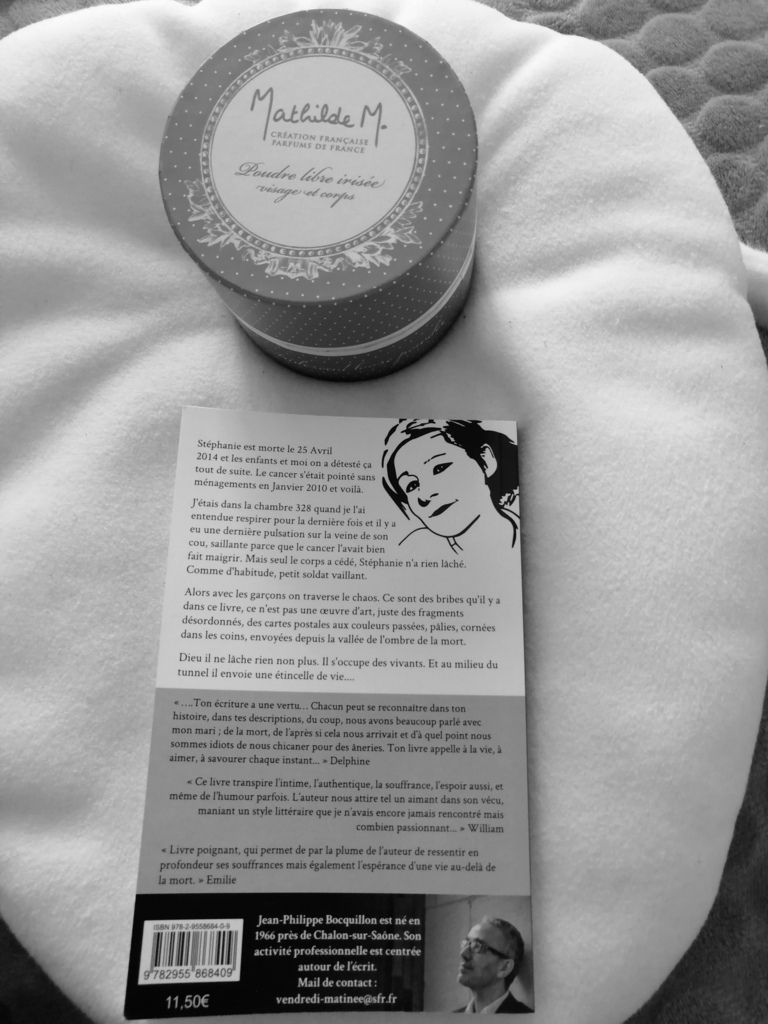 Mathilde M.
CRÉATION FRANÇAISE
PARFUMS DE FRANCE
Poudre libre irisée
visage et corps
Stéphanie est morte le 25 Avril
2014 et les enfants et moi on a détesté ça
tout de suite. Le cancer s'était pointé sans
ménagements en Janvier 2010 et voilà.
J'étais dans la chambre 328 quand je l'ai
entendue respirer pour la dernière fois et il y a
eu une dernière pulsation sur la veine de son
cou, saillante parce que le cancer l'avait bien
fait maigrir. Mais seul le corps a cédé, Stéphanie n'a rien lâché.
Comme d'habitude, petit soldat vaillant.
Alors avec les garçons on traverse le chaos. Ce sont des bribes qu'il y a
dans ce livre, ce n'est pas une œuvre d'art, juste des fragments
désordonnés, des cartes postales aux couleurs passées, pâlies, cornées
dans les coins, envoyées depuis la vallée de l'ombre de la mort.
Dieu il ne lâche rien non plus. Il s'occupe des vivants. Et au milieu du
tunnel il envoie une étincelle de vie....
« ....Ton écriture a une vertu... Chacun peut se reconnaître dans ton
histoire, dans tes descriptions, du coup, nous avons beaucoup parlé avec
mon mari ; de la mort, de l'après si cela nous arrivait et d'à quel point nous
sommes idiots de nous chicaner pour des âneries. Ton livre appelle à la vie, à
aimer, à savourer chaque instant... » Delphine
« Ce livre transpire l'intime, l'authentique, la souffrance, l'espoir aussi, et
même de l'humour parfois. L'auteur nous attire tel un aimant dans son vécu,
maniant un style littéraire que je n'avais encore jamais rencontré mais
combien passionnant... » William
« Livre poignant, qui permet de par la plume de l'auteur de ressentir en
profondeur ses souffrances mais également l'espérance d'une vie au-delà de
la mort. » Emilie
ISBN 978-2-9558684-0-9
9 782955 868409
11,50€
Jean-Philippe Bocquillon est né en
1966 près de Chalon-sur-Saône. Son
activité professionnelle est centrée
autour de l'écrit.
Mail de contact :
vendredi-matinee@sfr.fr